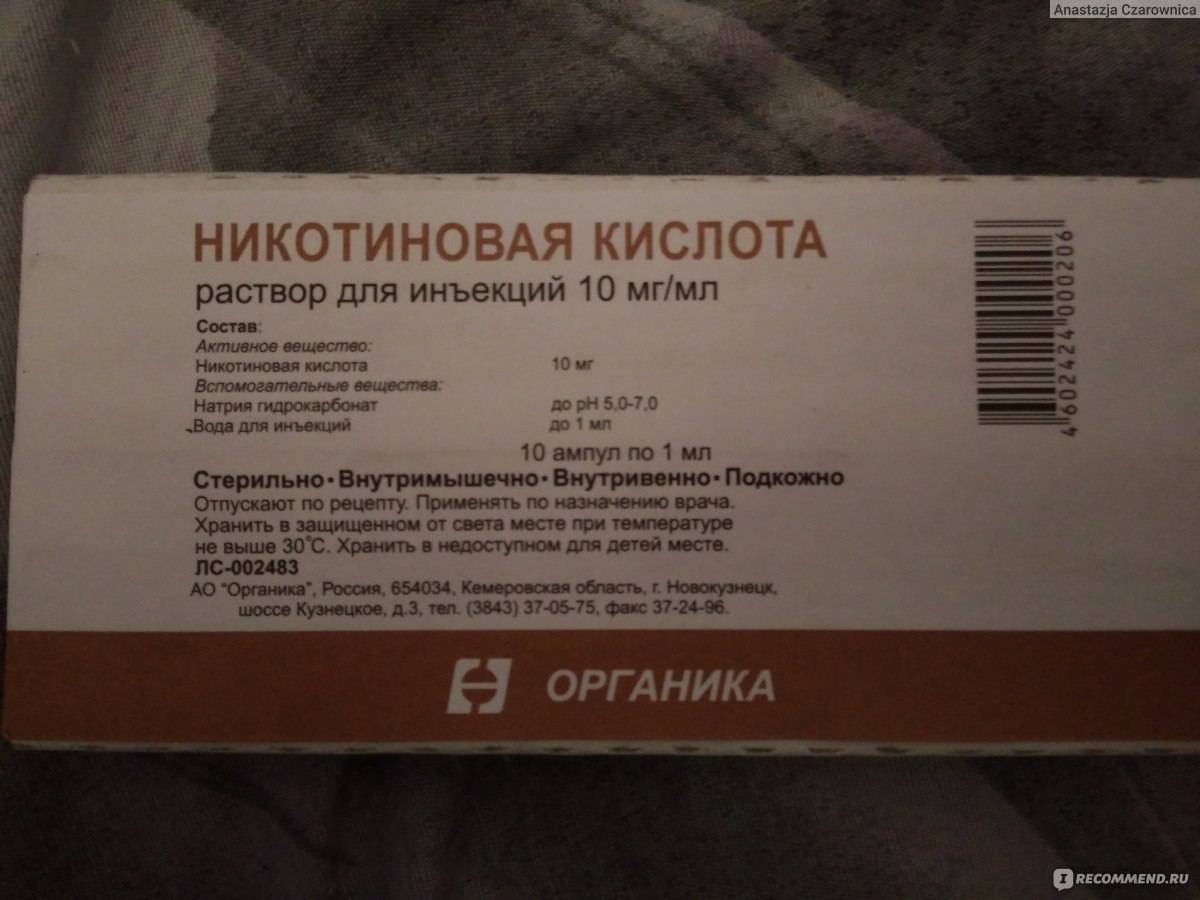 Anastazja Czarownica
НИКОТИНОВАЯ КИСЛОТА
раствор для инъекций 10 мг/мл
Состав:
Активное вещество:
Никотиновая кислота 10 мг
Вспомогательные вещества:
Натрия гидрокарбонат до pH 5,0-7,0
Вода для инъекций до 1 мл
10 ампул по 1 мл
Стерильно • Внутримышечно • Внутривенно • Подкожно
Отпускают по рецепту. Применять по назначению врача.
Хранить в защищенном от света месте при температуре
не выше 30°С. Хранить в недоступном для детей месте.
ЛС-002483
АО "Органика", Россия, 654034, Кемеровская область, г. Новокузнецк,
шоссе Кузнецкое, д.3, тел. (3843) 37-05-75, факс 37-24-96.
4 602424 000206
ОРГАНИКА
IRECOMMEND.RU